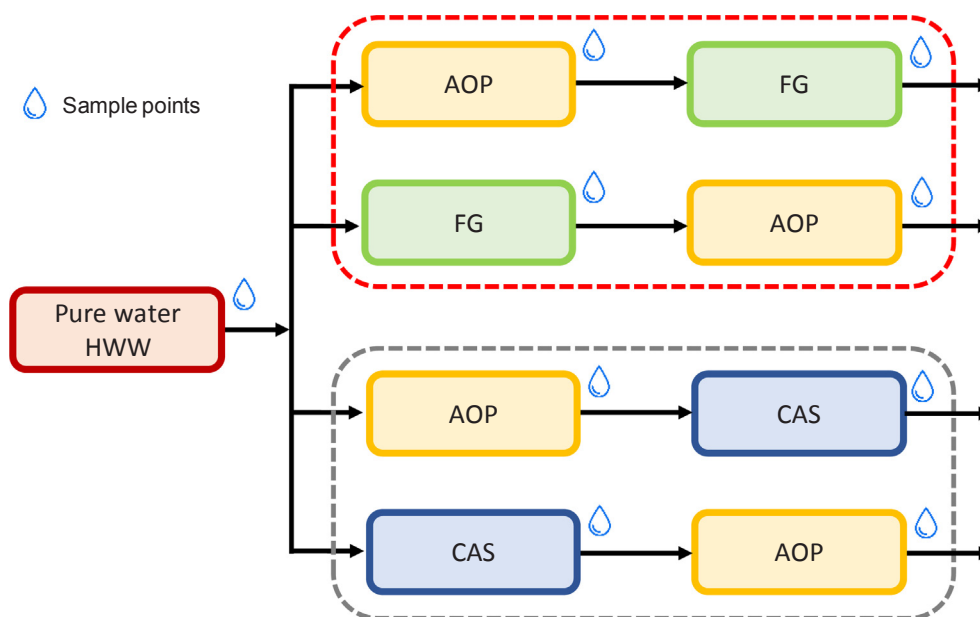 AOP
FG
Sample points
FG
AOP
Pure water
HWW
AOP
CAS
CAS
AOP